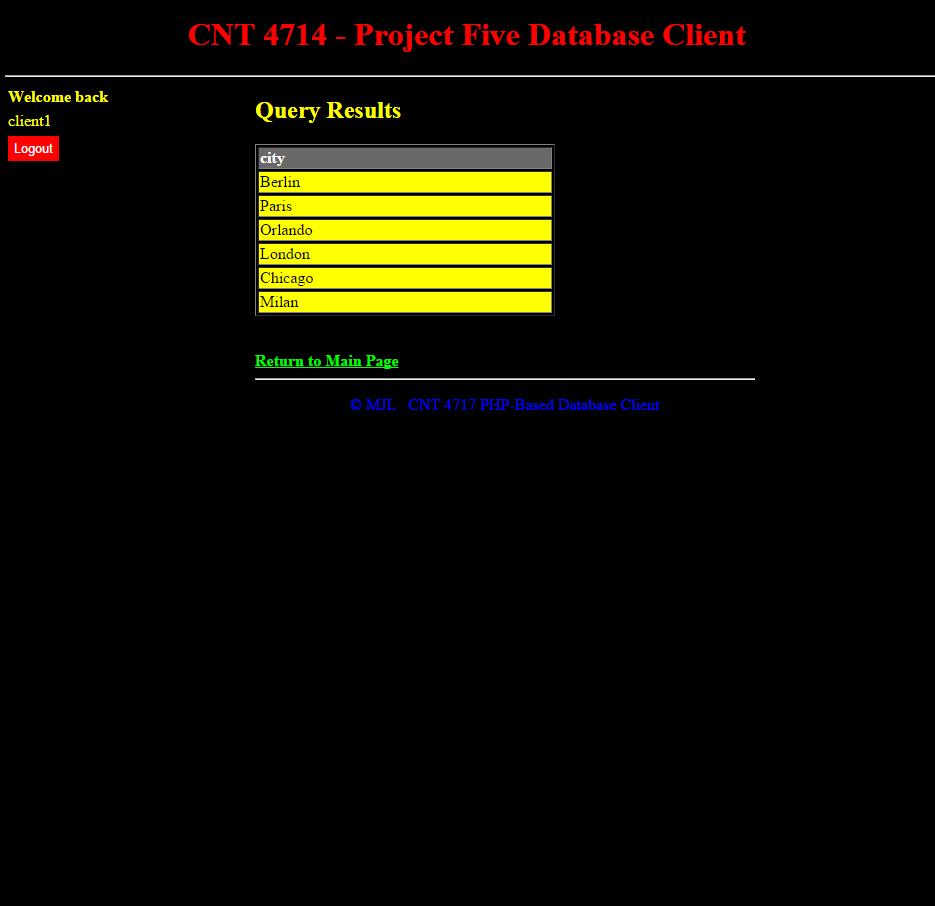 CNT 4714 - Project Five Database Client
Welcome back
client1
Logout
Query Results
city
Berlin
Paris
Orlando
London
Chicago
Milan
Return to Main Page
© MJL CNT 4717 PHP-Based Database Client